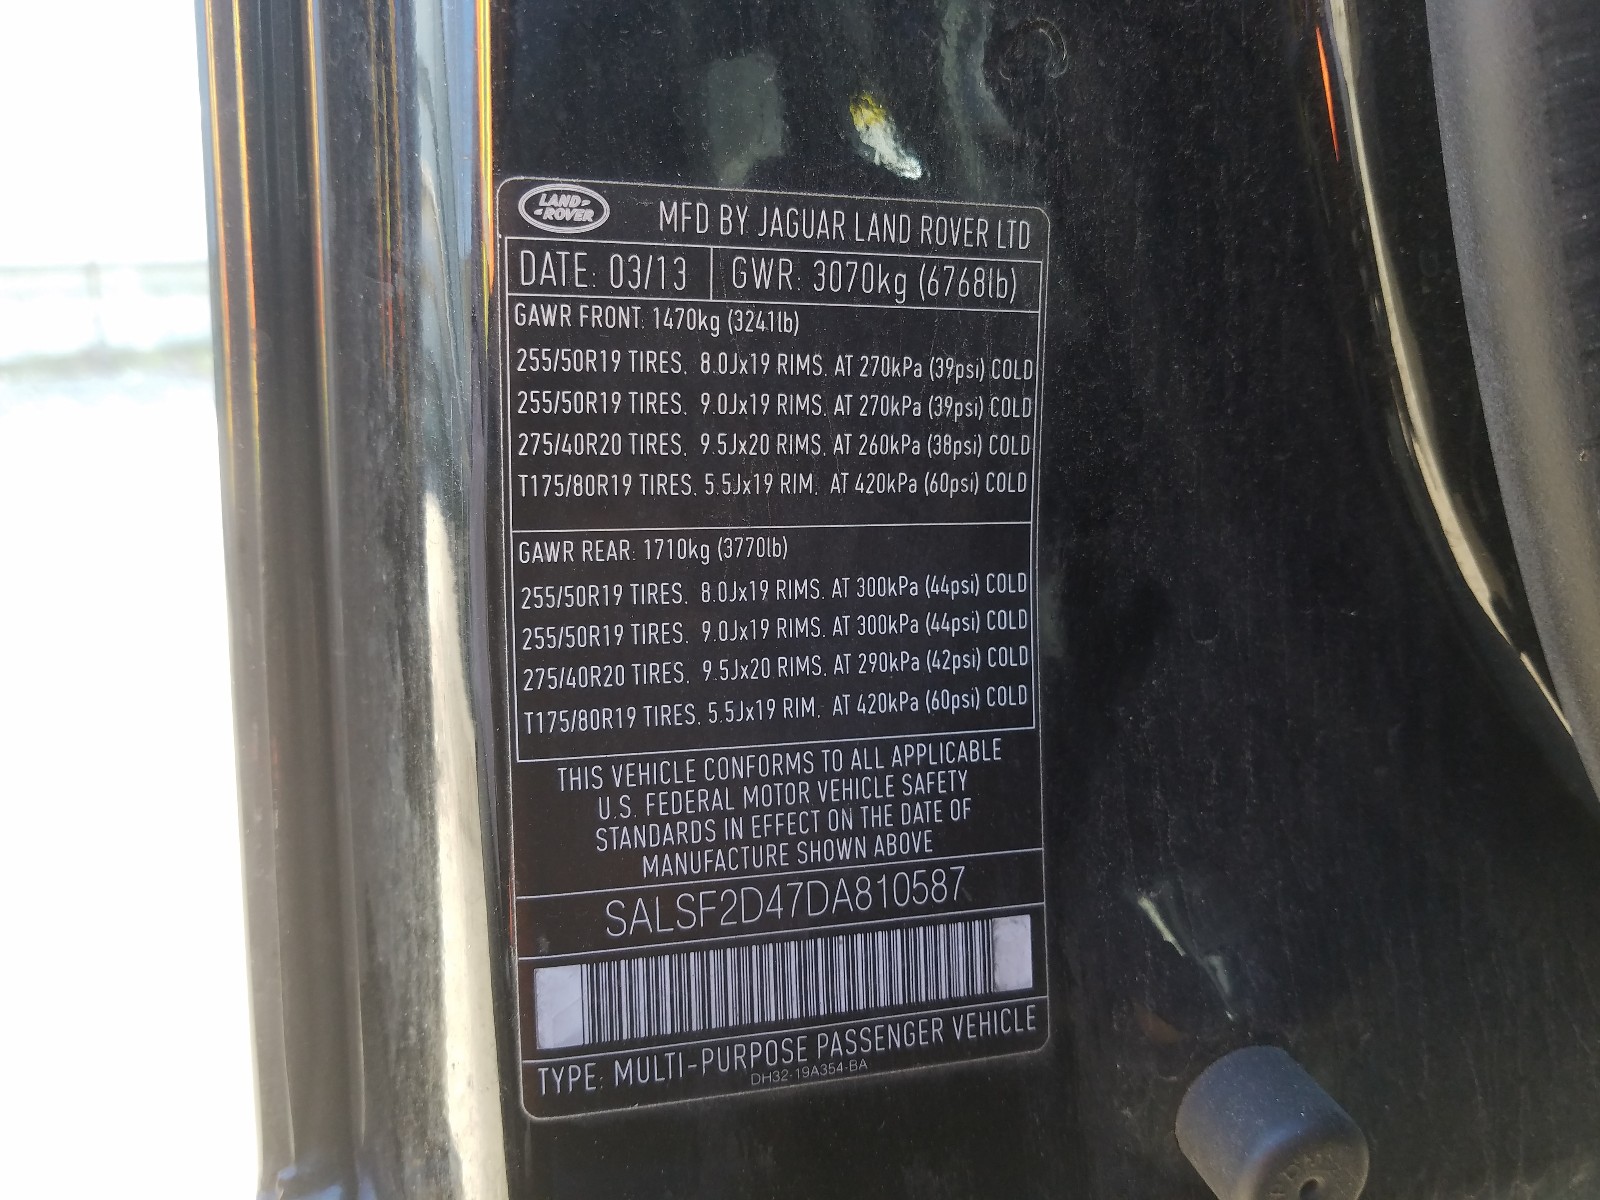 LAND-
-ROVER
MFD BY JAGUAR LAND ROVER LTD
DATE: 03/13 GWR: 3070kg (6768lb)
GAWR FRONT: 1470kg (3241lb)
255/50R19 TIRES. 8.0Jx19 RIMS. AT 270kPa (39psi) COLD
255/50R19 TIRES. 9.0Jx19 RIMS. AT 270kPa (39psi) COLD
275/40R20 TIRES. 9.5Jx20 RIMS. AT 260kPa (38psi) COLD
T175/80R19 TIRES. 5.5Jx19 RIM. AT 420kPa (60psi) COLD
GAWR REAR: 1710kg (3770lb)
255/50R19 TIRES. 8.0Jx19 RIMS. AT 300kPa (44psi) COLD
255/50R19 TIRES. 9.0Jx19 RIMS. AT 300kPa (44psi) COLD
275/40R20 TIRES. 9.5Jx20 RIMS. AT 290kPa (42psi) COLD
T175/80R19 TIRES. 5.5Jx19 RIM. AT 420kPa (60psi) COLD
THIS VEHICLE CONFORMS TO ALL APPLICABLE
U.S. FEDERAL MOTOR VEHICLE SAFETY
STANDARDS IN EFFECT ON THE DATE OF
MANUFACTURE SHOWN ABOVE
SALSF2D47DA810587
TYPE: MULTI-PURPOSE PASSENGER VEHICLE
DH32-19A354-BA